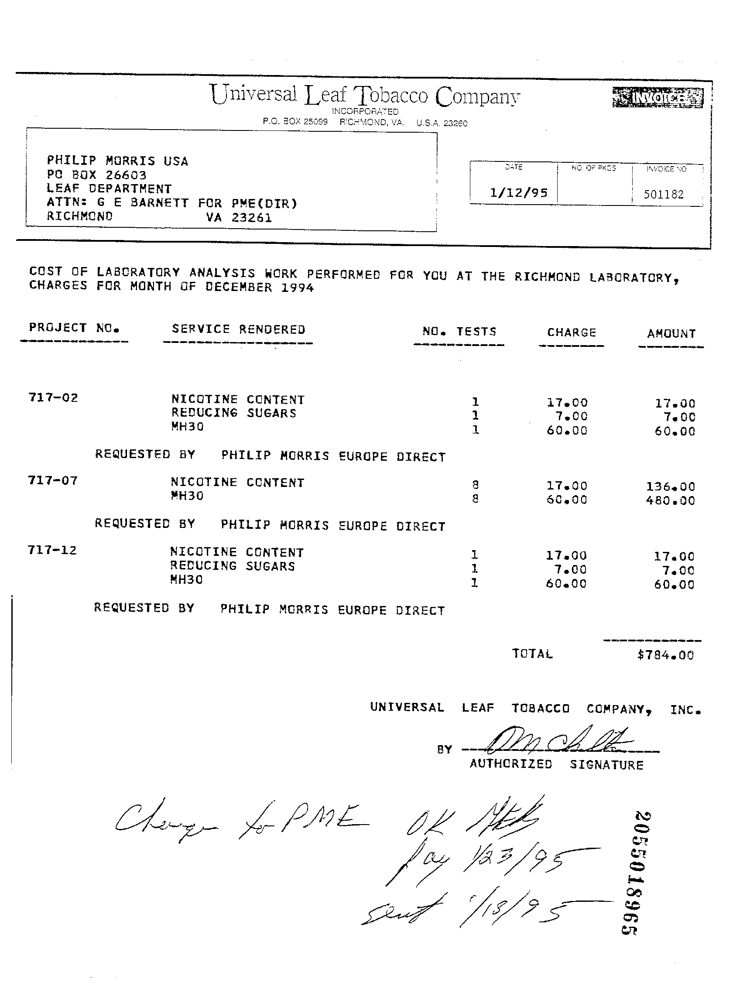 Universal Leaf Tobacco Company
INCORPORATED
P.O. BOX 25099 RICHMOND, VA. U.S.A. 23260
INVOICE
PHILIP MORRIS USA
PO BOX 26603
LEAF DEPARTMENT
ATTN: G E BARNETT FOR PME(DIR)
RICHMOND VA 23261
DATE NO. OF PKGS INVOICE NO
1/12/95 501182
COST OF LABORATORY ANALYSIS WORK PERFORMED FOR YOU AT THE RICHMOND LABORATORY,
CHARGES FOR MONTH OF DECEMBER 1994
PROJECT NO. SERVICE RENDERED NO. TESTS CHARGE AMOUNT
717-02 NICOTINE CONTENT 1 17.00 17.00
REDUCING SUGARS 1 7.00 7.00
MH30 1 60.00 60.00
REQUESTED BY PHILIP MORRIS EUROPE DIRECT
717-07 NICOTINE CONTENT 8 17.00 136.00
MH30 8 60.00 480.00
REQUESTED BY PHILIP MORRIS EUROPE DIRECT
717-12 NICOTINE CONTENT 1 17.00 17.00
REDUCING SUGARS 1 7.00 7.00
MH30 1 60.00 60.00
REQUESTED BY PHILIP MORRIS EUROPE DIRECT
TOTAL $784.00
UNIVERSAL LEAF TOBACCO COMPANY, INC.
BY
AUTHORIZED SIGNATURE
Charge to PME OK
Pay 1/23/95
Sent 1/18/95
2055018965